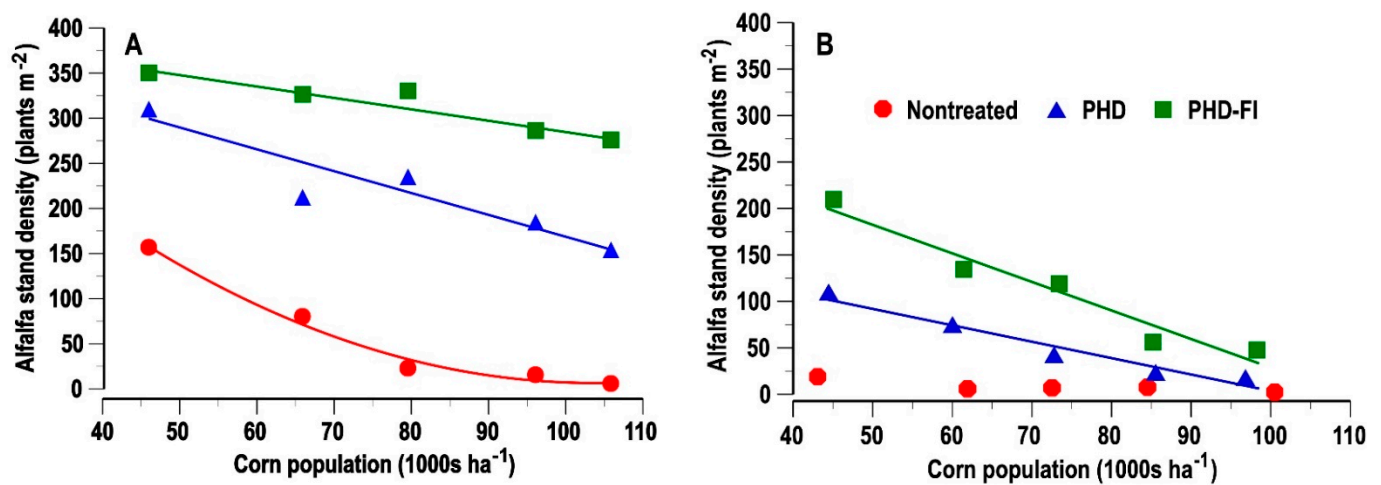 A
Alfalfa stand density (plants m-2)
400
350
300
250
200
150
100
50
0
40 50 60 70 80 90 100 110
Corn population (1000s ha-1)
B
Nontreated PHD PHD-FI
Alfalfa stand density (plants m-2)
400
350
300
250
200
150
100
50
0
40 50 60 70 80 90 100 110
Corn population (1000s ha-1)